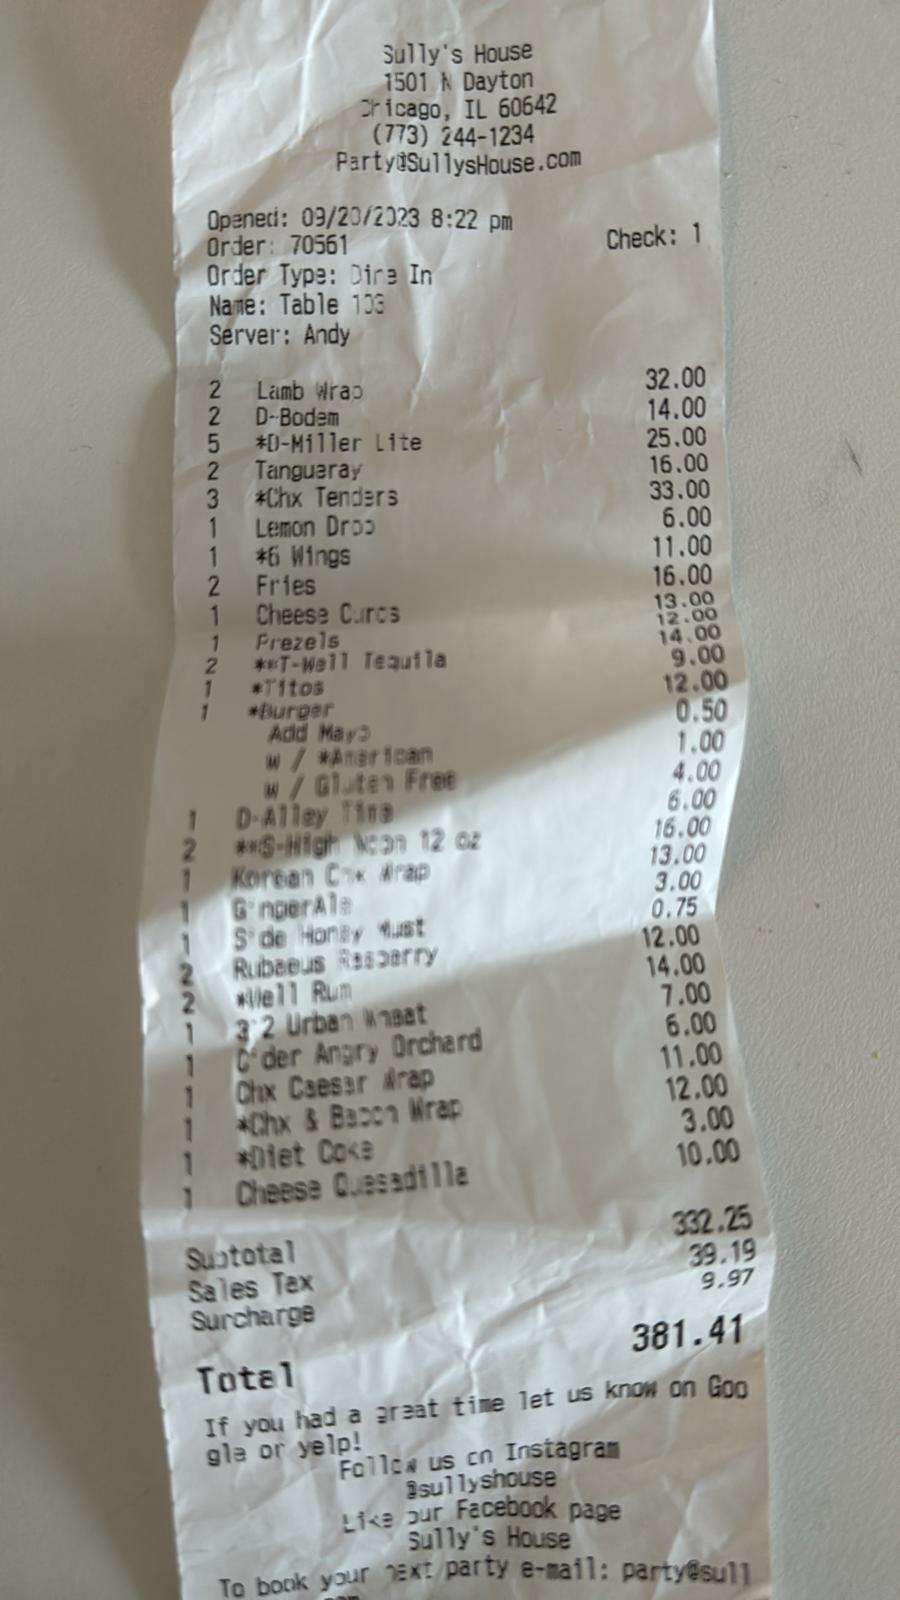 Sully's House
1501 N Dayton
Chicago, IL 60642
(773) 244-1234
Party@SullysHouse.com
Opened: 09/20/2023 8:22 pm
Order: 70561 Check: 1
Order Type: Dine In
Name: Table 103
Server: Andy
2 Lamb Wrap 32.00
2 D-Bodem 14.00
5 *D-Miller Lite 25.00
2 Tangueray 16.00
3 *Chx Tenders 33.00
1 Lemon Drop 6.00
1 *6 Wings 11.00
2 Fries 16.00
1 Cheese Curds 13.00
1 Prezels 12.00
2 **T-Well Tequila 14.00
1 *Titos 9.00
1 *Burger 12.00
Add Mayo 0.50
w / *American 1.00
w / Gluten Free 4.00
1 D-Alley Time 6.00
2 **S-High Noon 12 oz 16.00
1 Korean Chx Wrap 13.00
1 GingerAle 3.00
1 Side Honey Must 0.75
2 Rubaeus Raspberry 12.00
2 *Well Rum 14.00
1 312 Urban Wheat 7.00
1 Cider Angry Orchard 6.00
1 Chx Caesar Wrap 11.00
1 *Chx & Bacon Wrap 12.00
1 *Diet Coke 3.00
1 Cheese Quesadilla 10.00
Subtotal 332.25
Sales Tax 39.19
Surcharge 9.97
Total 381.41
If you had a great time let us know on Goo
gle or yelp!
Follow us on Instagram
@sullyshouse
Like our Facebook page
Sully's House
To book your next party e-mail: party@sull